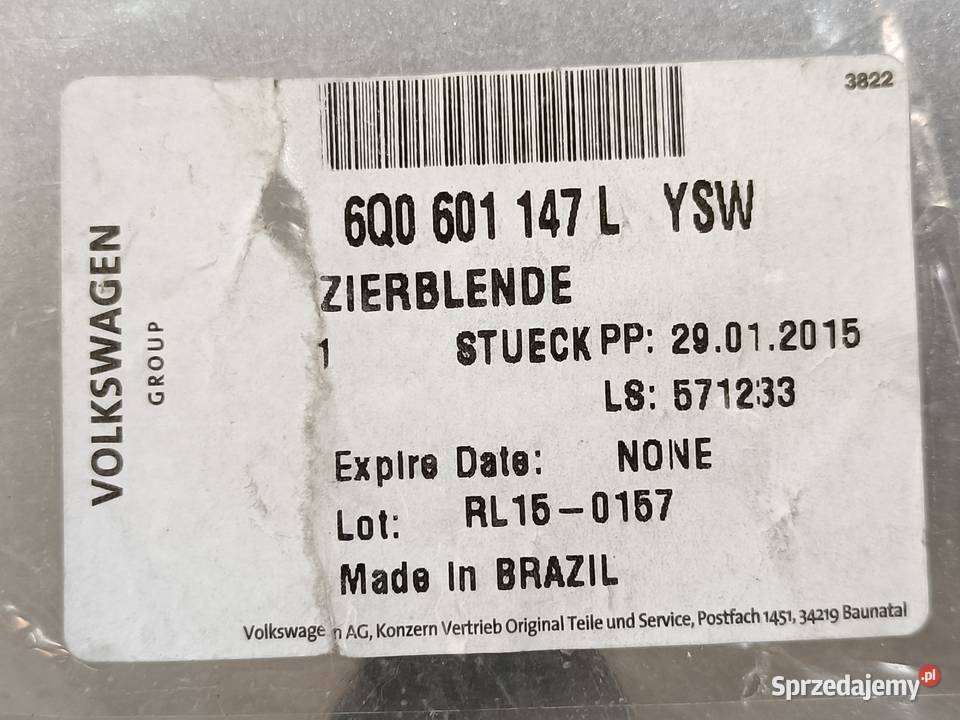 3822
6Q0 601 147 L YSW
ZIERBLENDE
1 STUECK PP: 29.01.2015
LS: 571233
Expire Date: NONE
Lot: RL15-0157
Made in BRAZIL
Volkswagen AG, Konzern Vertrieb Original Teile und Service, Postfach 1451, 34219 Baunatal
VOLKSWAGEN
GROUP
Sprzedajemy.pl